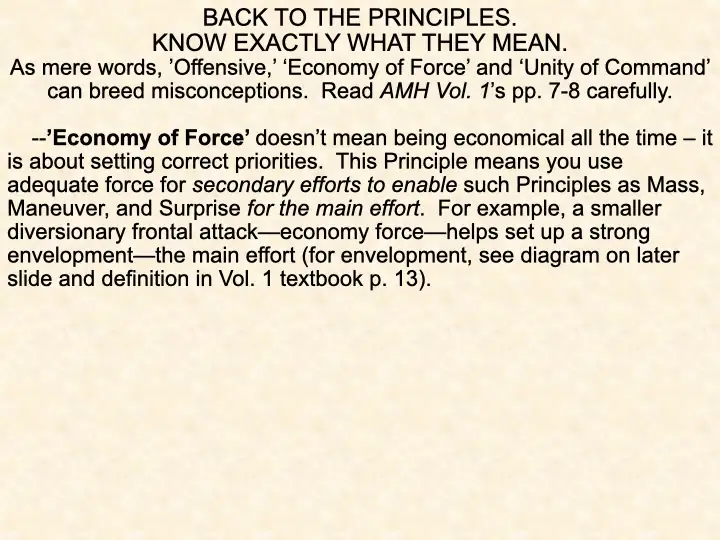 BACK TO THE PRINCIPLES.
KNOW EXACTLY WHAT THEY MEAN.
As mere words, ’Offensive,’ ‘Economy of Force’ and ‘Unity of Command’
can breed misconceptions.  Read AMH Vol. 1’s pp. 7-8 carefully.
--’Economy of Force’ doesn’t mean being economical all the time – it
is about setting correct priorities.  This Principle means you use
adequate force for secondary efforts to enable such Principles as Mass,
Maneuver, and Surprise for the main effort.  For example, a smaller
diversionary frontal attack—economy force—helps set up a strong
envelopment—the main effort (for envelopment, see diagram on later
slide and definition in Vol. 1 textbook p. 13).